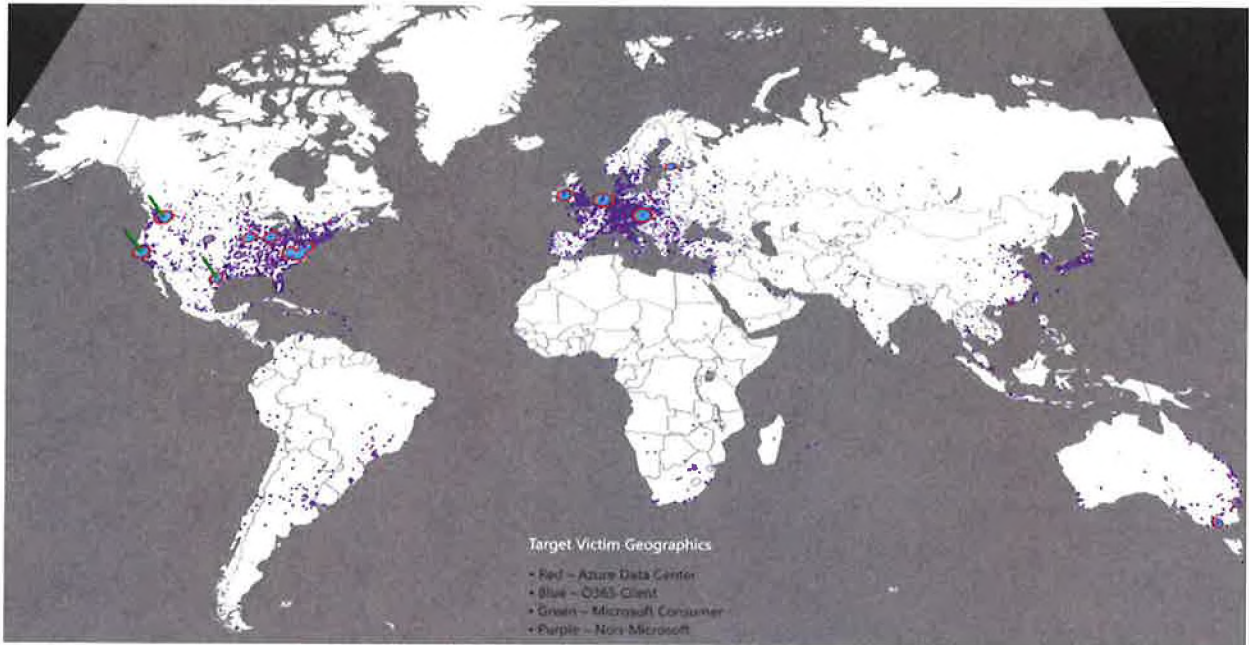 Target Victim Geographics
• Red – Azure Data Center
• Blue – O365 Client
• Green – Microsoft Consumer
• Purple – Non-Microsoft